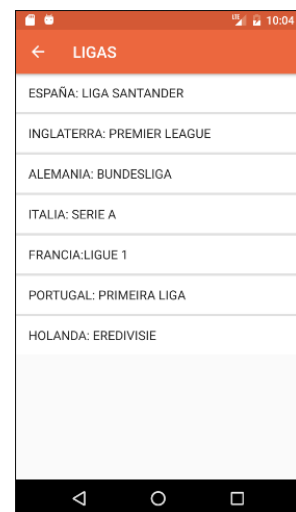 LTE 10:04
LIGAS
ESPAÑA: LIGA SANTANDER
INGLATERRA: PREMIER LEAGUE
ALEMANIA: BUNDESLIGA
ITALIA: SERIE A
FRANCIA:LIGUE 1
PORTUGAL: PRIMEIRA LIGA
HOLANDA: EREDIVISIE